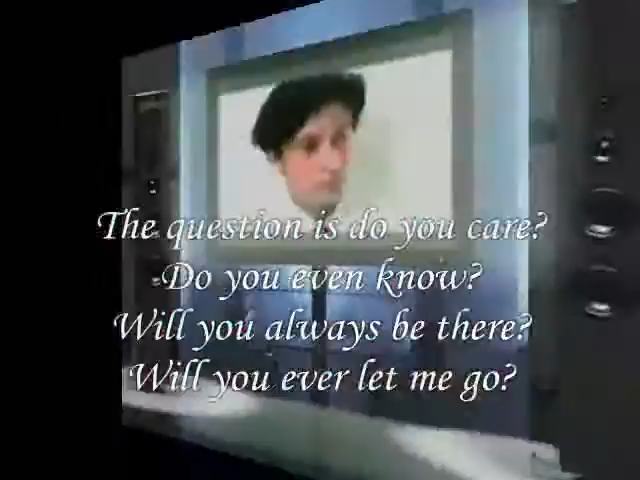 The question is do you care?
Do you even know?
Will you always be there?
Will you ever let me go?